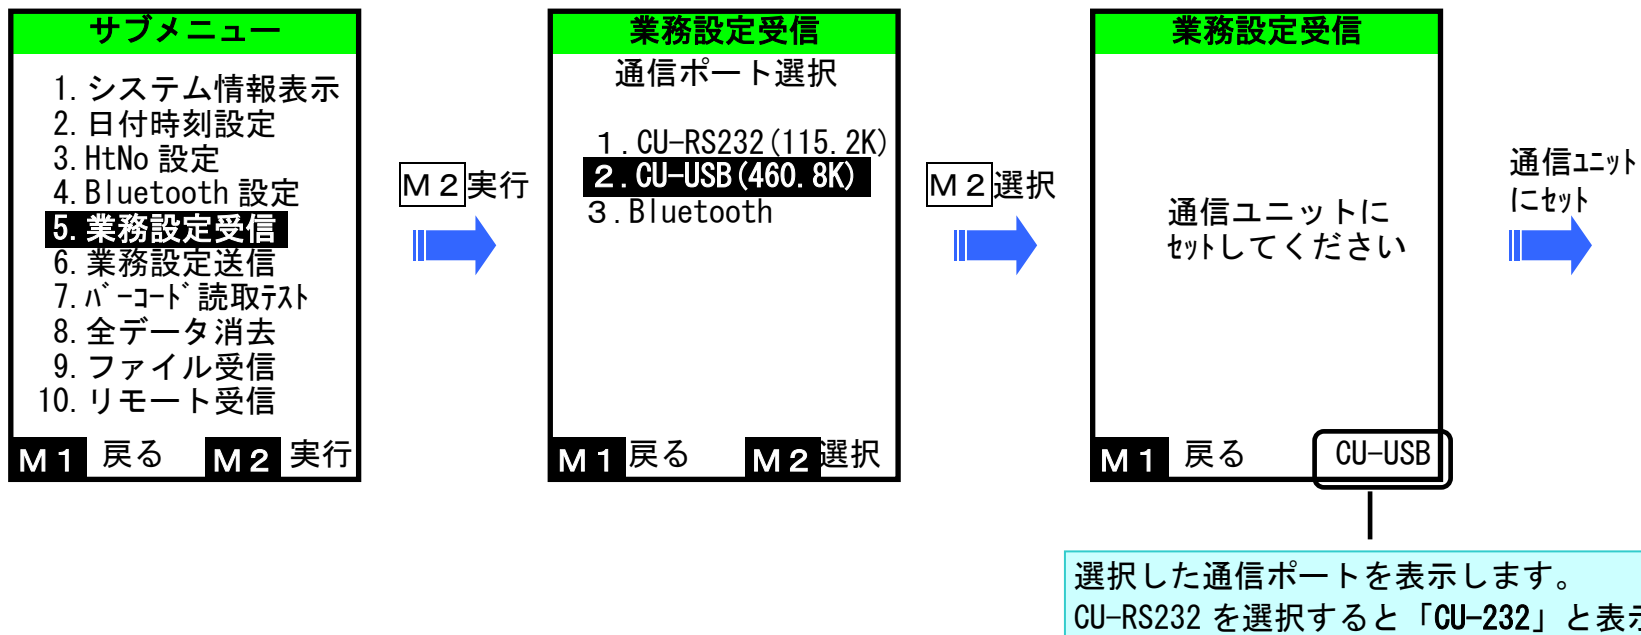 サブメニュー
1.システム情報表示
2.日付時刻設定
3.HtNo 設定
4.Bluetooth 設定
5.業務設定受信
6.業務設定送信
7.ﾊﾞｰｺｰﾄﾞ読取ﾃｽﾄ
8.全データ消去
9.ファイル受信
10.リモート受信
M1 戻る M2 実行
M2実行
業務設定受信
通信ポート選択
1.CU-RS232(115.2K)
2.CU-USB(460.8K)
3.Bluetooth
M1 戻る M2 選択
M2選択
業務設定受信
通信ユニットに
ｾｯﾄしてください
M1 戻る CU-USB
通信ﾕﾆｯﾄ
にｾｯﾄ
選択した通信ポートを表示します。
CU-RS232 を選択すると「CU-232」と表示